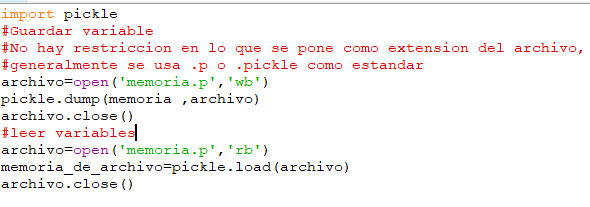 import pickle
#Guardar variable
#No hay restriccion en lo que se pone como extension del archivo,
#generalmente se usa .p o .pickle como estandar
archivo=open('memoria.p','wb')
pickle.dump(memoria ,archivo)
archivo.close()
#leer variables
archivo=open('memoria.p','rb')
memoria_de_archivo=pickle.load(archivo)
archivo.close()